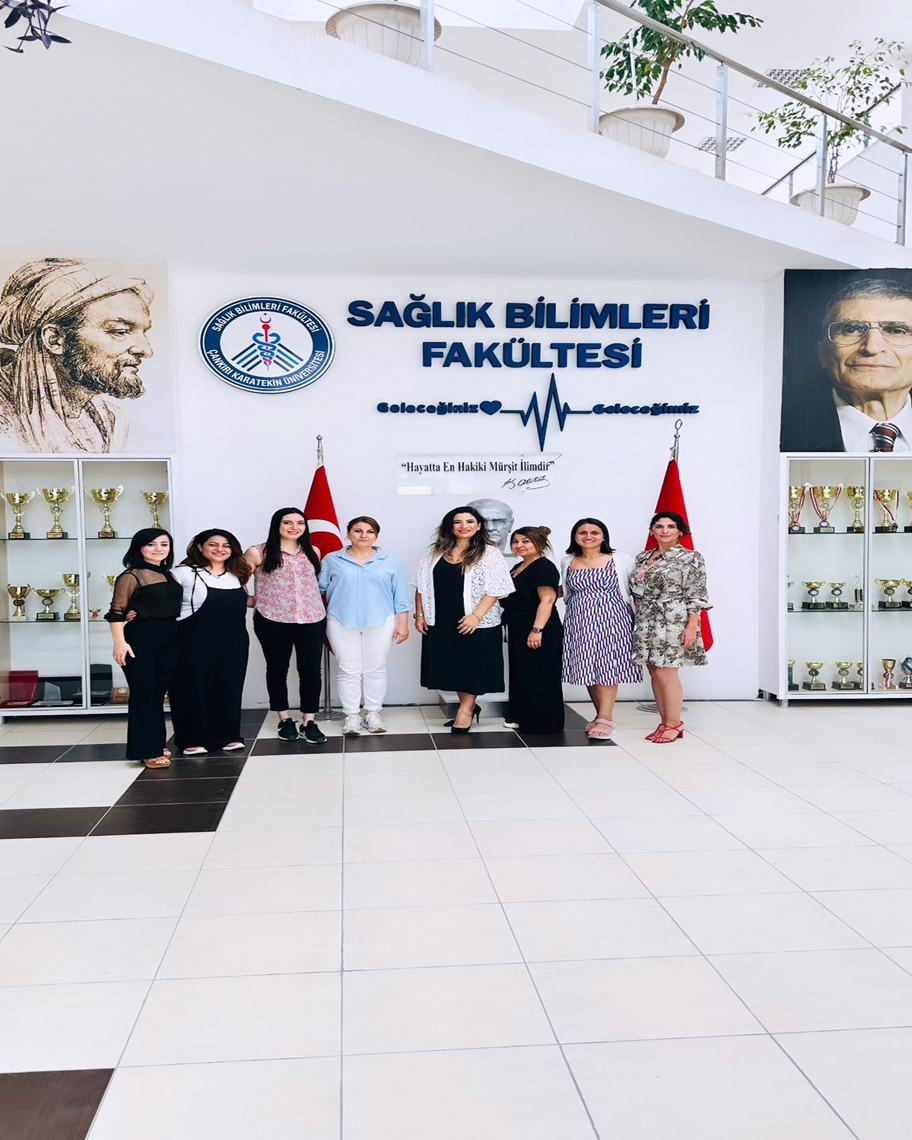 SAĞLIK BİLİMLERİ FAKÜLTESİ
ÇANKIRI KARATEKİN ÜNİVERSİTESİ
SAĞLIK BİLİMLERİ
FAKÜLTESİ
Geleceğimiz Geleceğimiz
“Hayatta En Hakiki Mürşit İlimdir”
K. Atatürk